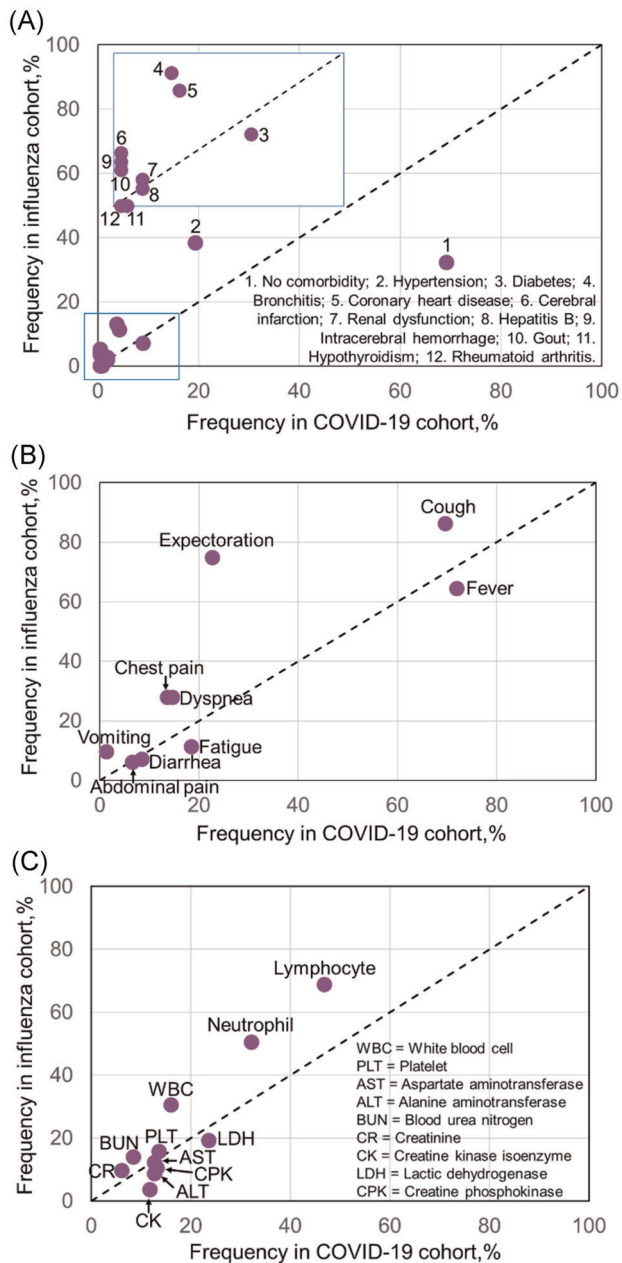 (A)
Frequency in influenza cohort,%
100
80
60
40
20
0
4
5
3
6
9
10
7
8
12
11
2
1
1. No comorbidity; 2. Hypertension; 3. Diabetes; 4.
Bronchitis; 5. Coronary heart disease; 6. Cerebral
infarction; 7. Renal dysfunction; 8. Hepatitis B; 9.
Intracerebral hemorrhage; 10. Gout; 11.
Hypothyroidism; 12. Rheumatoid arthritis.
0 20 40 60 80 100
Frequency in COVID-19 cohort,%
(B)
Frequency in influenza cohort,%
100
80
60
40
20
0
Cough
Expectoration
Fever
Chest pain
Dyspnea
Vomiting
Fatigue
Diarrhea
Abdominal pain
0 20 40 60 80 100
Frequency in COVID-19 cohort,%
(C)
Frequency in influenza cohort,%
100
80
60
40
20
0
Lymphocyte
Neutrophil
WBC
BUN
PLT
LDH
AST
CR
CPK
ALT
CK
WBC = White blood cell
PLT = Platelet
AST = Aspartate aminotransferase
ALT = Alanine aminotransferase
BUN = Blood urea nitrogen
CR = Creatinine
CK = Creatine kinase isoenzyme
LDH = Lactic dehydrogenase
CPK = Creatine phosphokinase
0 20 40 60 80 100
Frequency in COVID-19 cohort,%